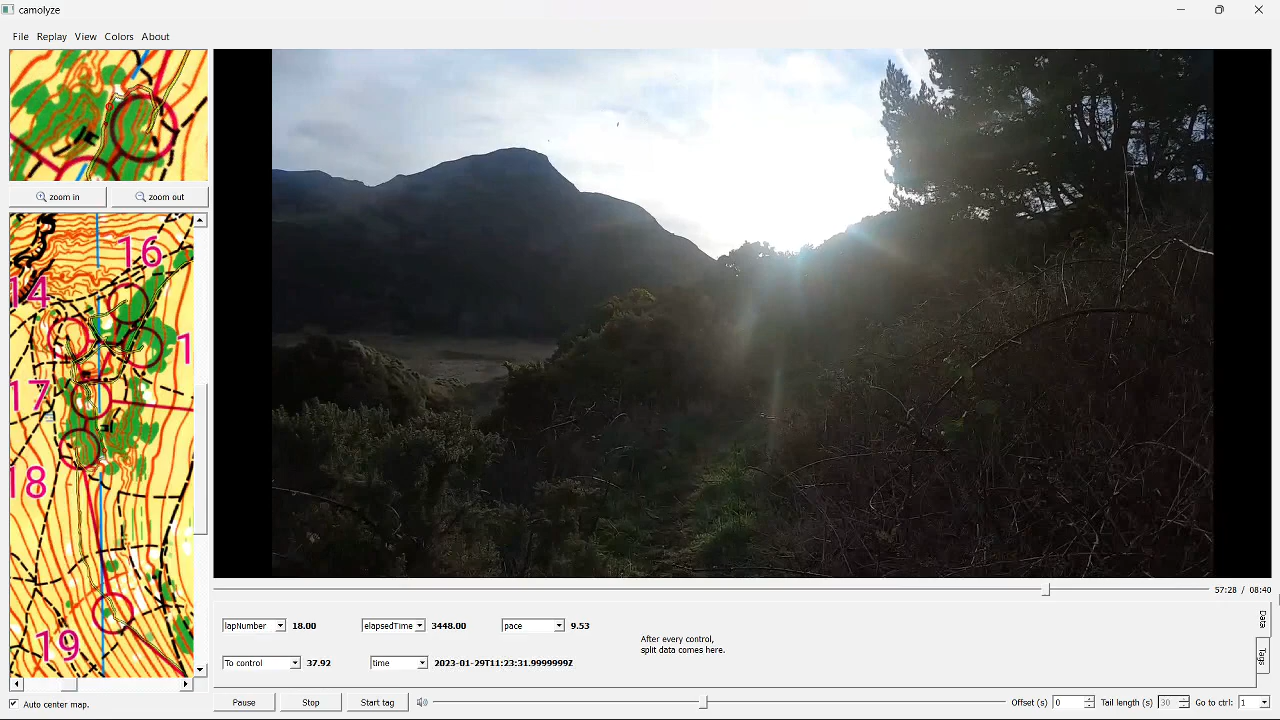 camolyze
File Replay View Colors About
zoom in zoom out
16
14
1
17
18
19
57:28 / 08:40
lapNumber 18.00 elapsedTime 3448.00 pace 9.53
After every control,
split data comes here.
To control 37.92 time 2023-01-29T11:23:31.9999999Z
Data
Tags
Auto center map.
Pause Stop Start tag Offset (s) 0 Tail length (s) 30 Go to ctrl: 1